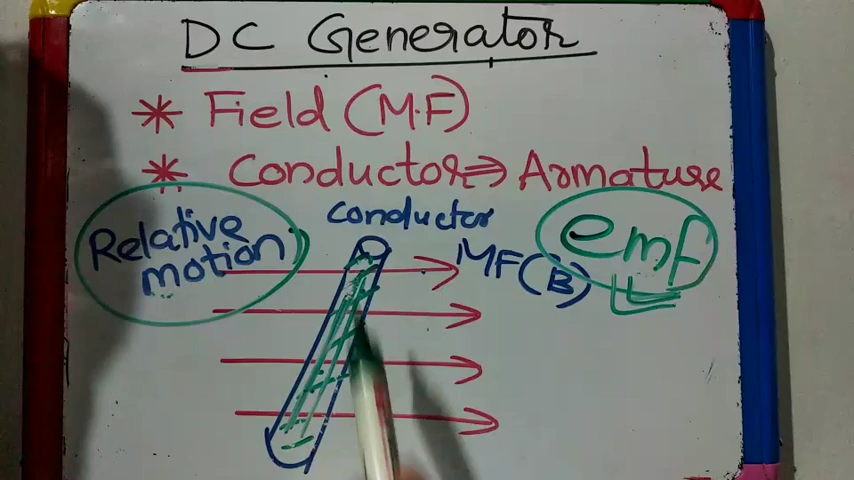 DC Generator
* Field (M.F)
* Conductor ⇒ Armature
Relative motion
conductor
emf
MF (B)